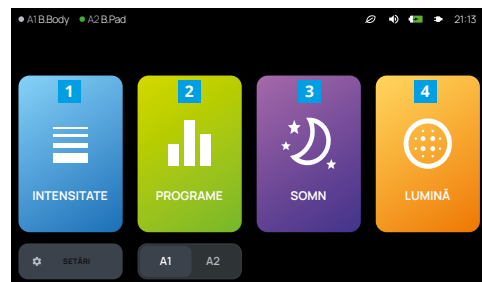 A1 B.Body A2 B.Pad 21:13
1 2 3 4
INTENSITATE PROGRAME SOMN LUMINĂ
SETĂRI A1 A2